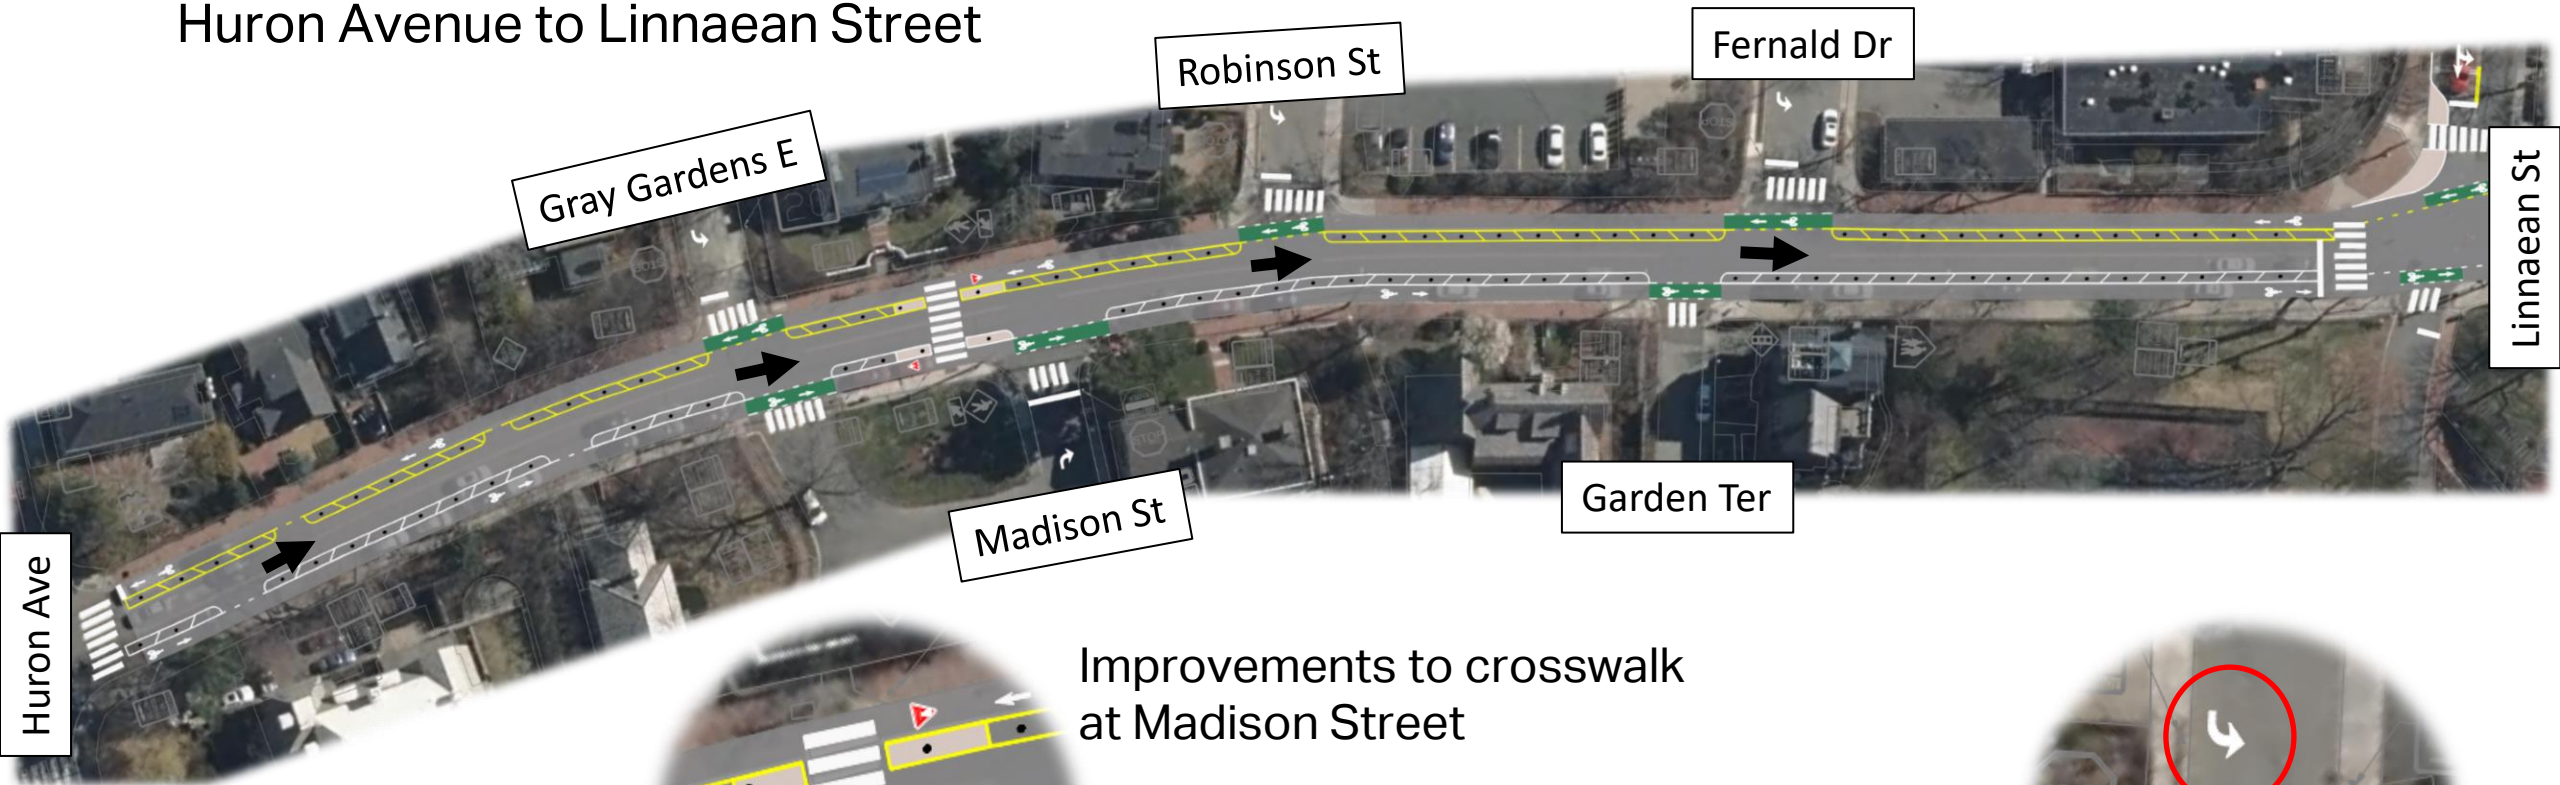 Huron Avenue to Linnaean Street
Robinson St
Fernald Dr
Gray Gardens E
Linnaean St
Madison St
Garden Ter
Huron Ave
STOP
Improvements to crosswalk
at Madison Street